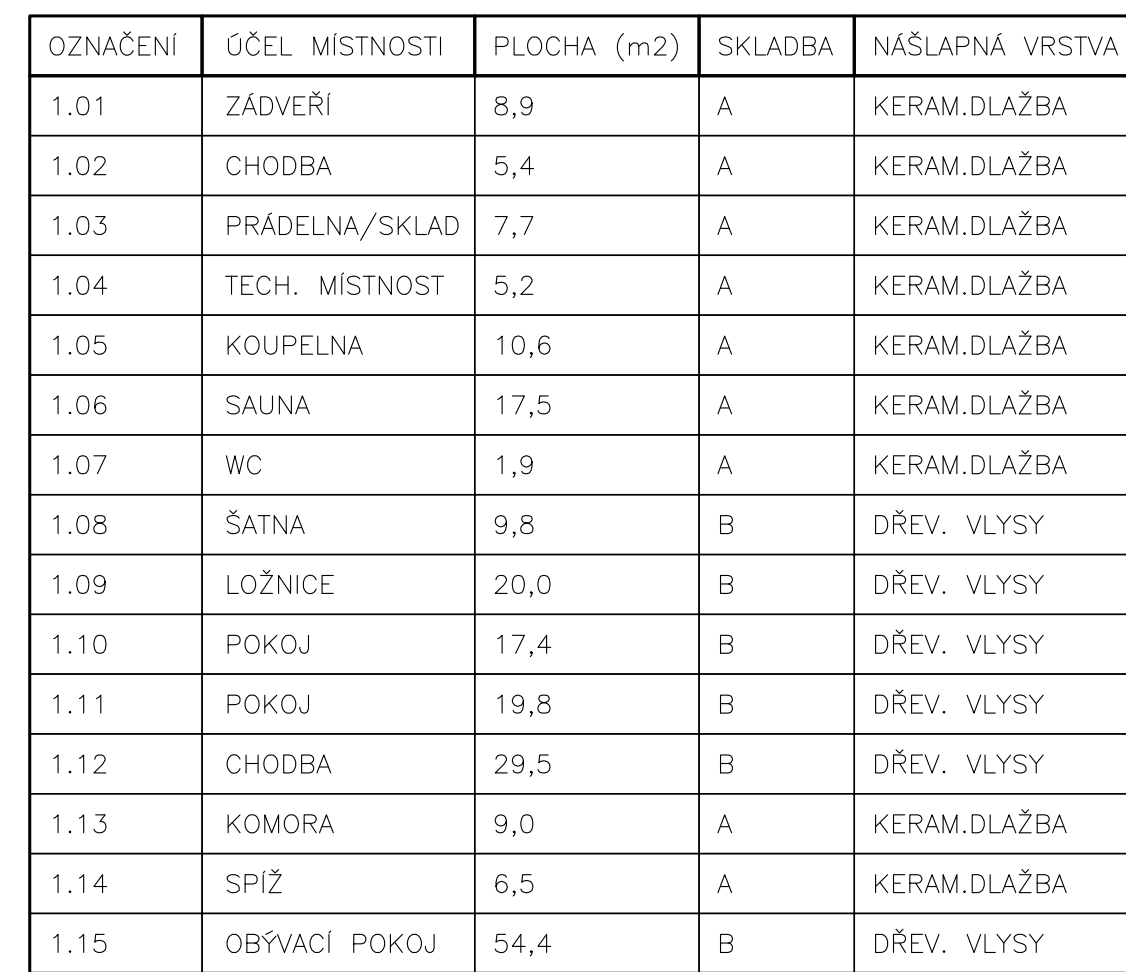 OZNAČENÍ ÚČEL MÍSTNOSTI PLOCHA (m2) SKLADBA NÁŠLAPNÁ VRSTVA
1.01 ZÁDVEŘÍ 8,9 A KERAM.DLAŽBA
1.02 CHODBA 5,4 A KERAM.DLAŽBA
1.03 PRÁDELNA/SKLAD 7,7 A KERAM.DLAŽBA
1.04 TECH. MÍSTNOST 5,2 A KERAM.DLAŽBA
1.05 KOUPELNA 10,6 A KERAM.DLAŽBA
1.06 SAUNA 17,5 A KERAM.DLAŽBA
1.07 WC 1,9 A KERAM.DLAŽBA
1.08 ŠATNA 9,8 B DŘEV. VLYSY
1.09 LOŽNICE 20,0 B DŘEV. VLYSY
1.10 POKOJ 17,4 B DŘEV. VLYSY
1.11 POKOJ 19,8 B DŘEV. VLYSY
1.12 CHODBA 29,5 B DŘEV. VLYSY
1.13 KOMORA 9,0 A KERAM.DLAŽBA
1.14 SPÍŽ 6,5 A KERAM.DLAŽBA
1.15 OBÝVACÍ POKOJ 54,4 B DŘEV. VLYSY